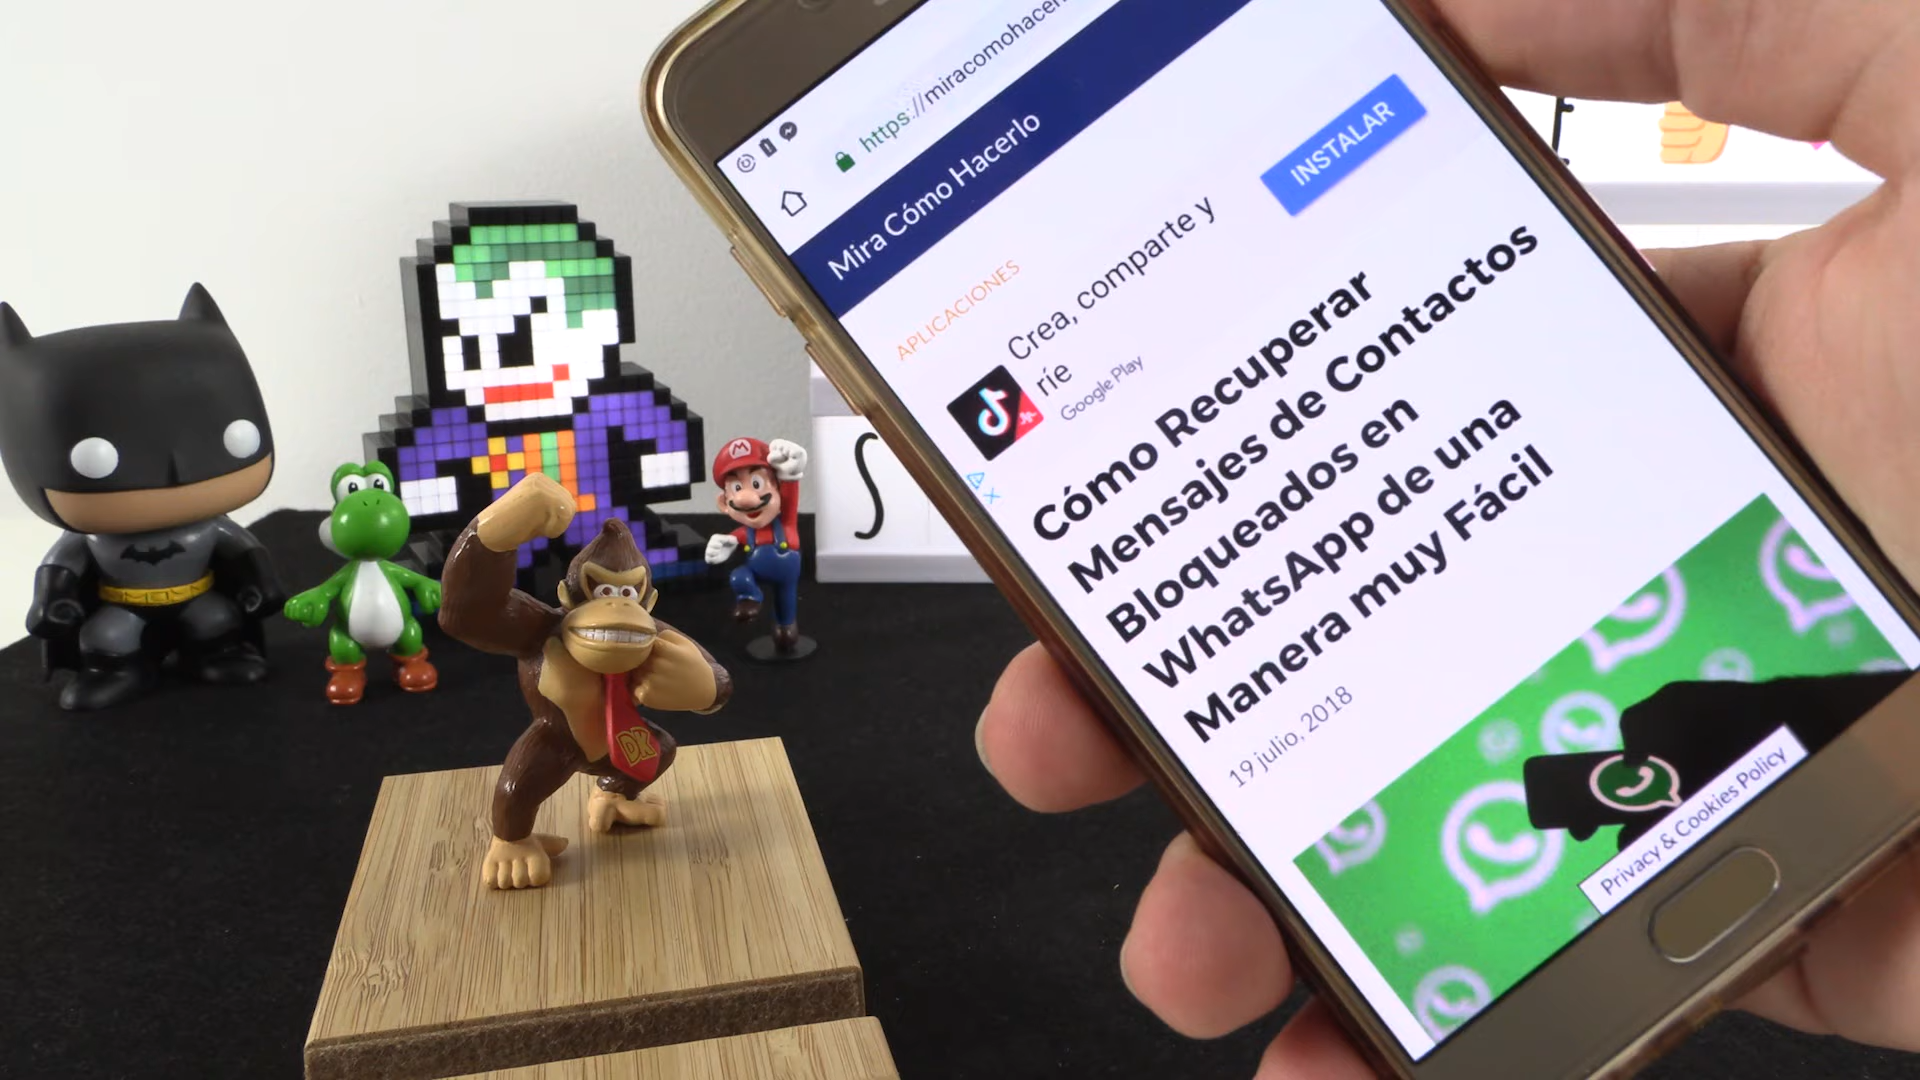 https://miracomohacer
Mira Cómo Hacerlo
APLICACIONES
Crea, comparte y
ríe
Google Play
INSTALAR
Cómo Recuperar
Mensajes de Contactos
Bloqueados en
WhatsApp de una
Manera muy Fácil
19 julio, 2018
Privacy & Cookies Policy
M
DK
S